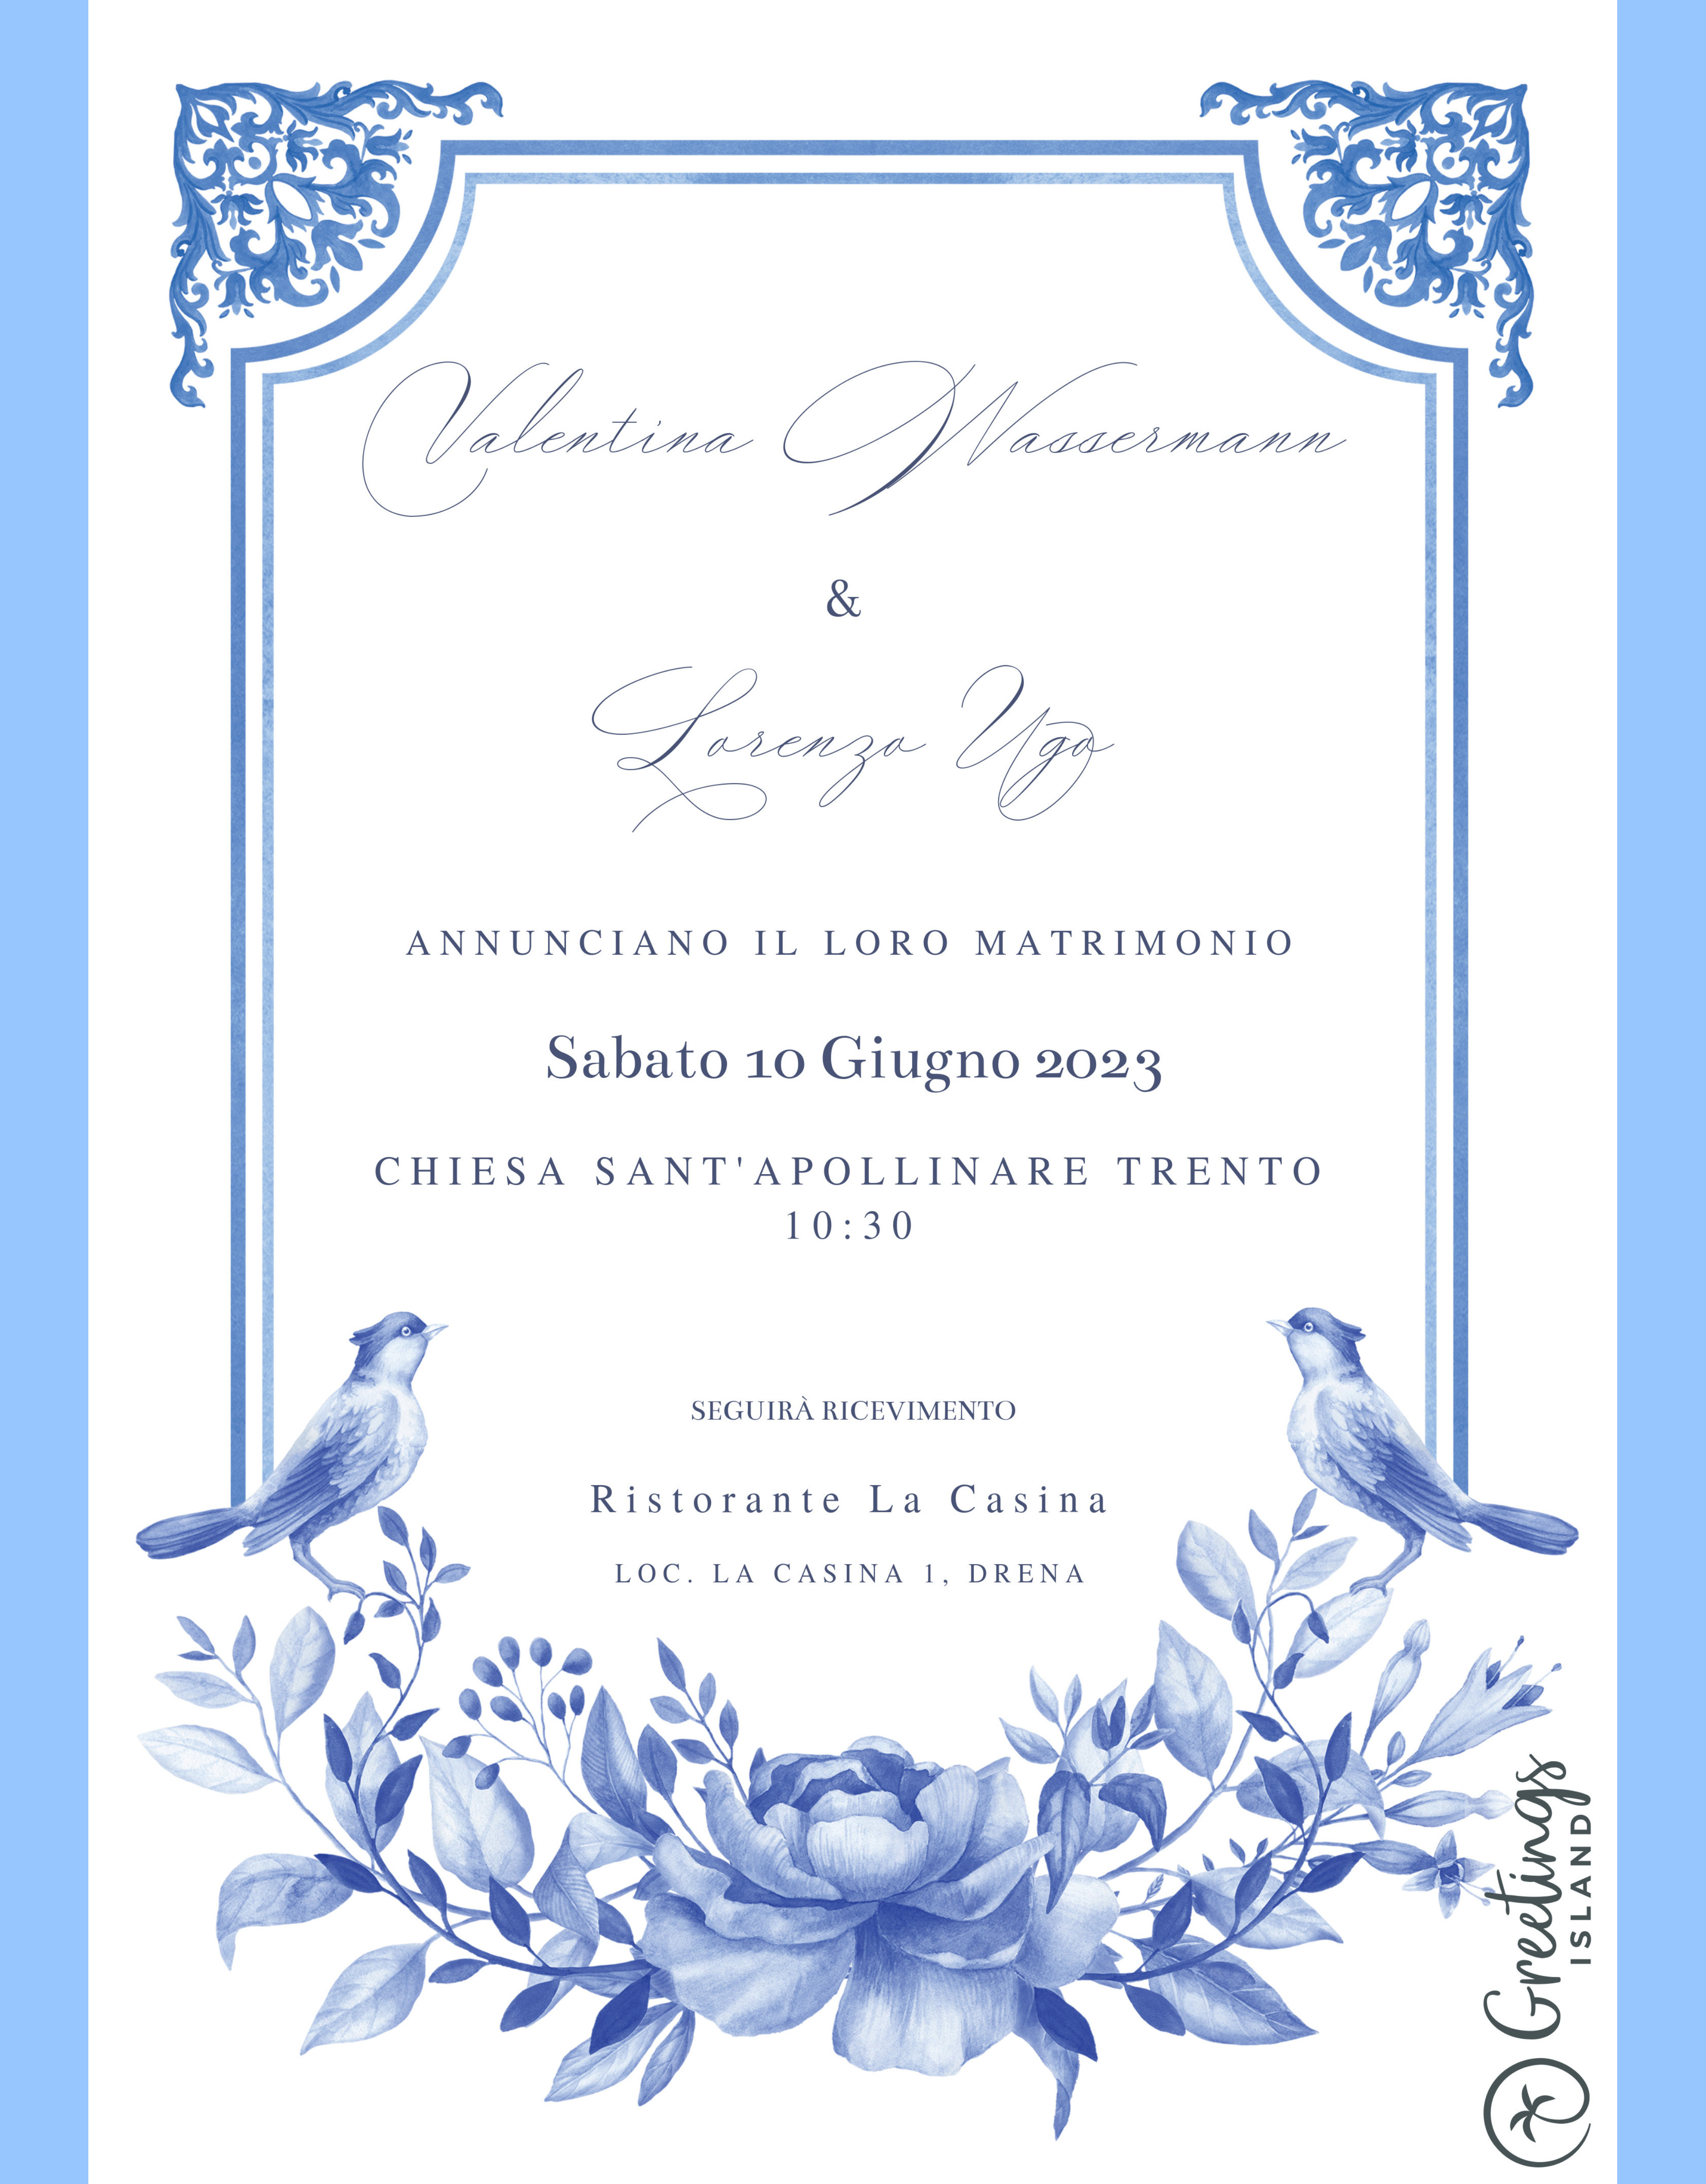 Valentina Wassermann
&
Lorenzo Ugo
ANNUNCIANO IL LORO MATRIMONIO
Sabato 10 Giugno 2023
CHIESA SANT'APOLLINARE TRENTO
10:30
SEGUIRÀ RICEVIMENTO
Ristorante La Casina
LOC. LA CASINA 1, DRENA
Greetings
ISLAND